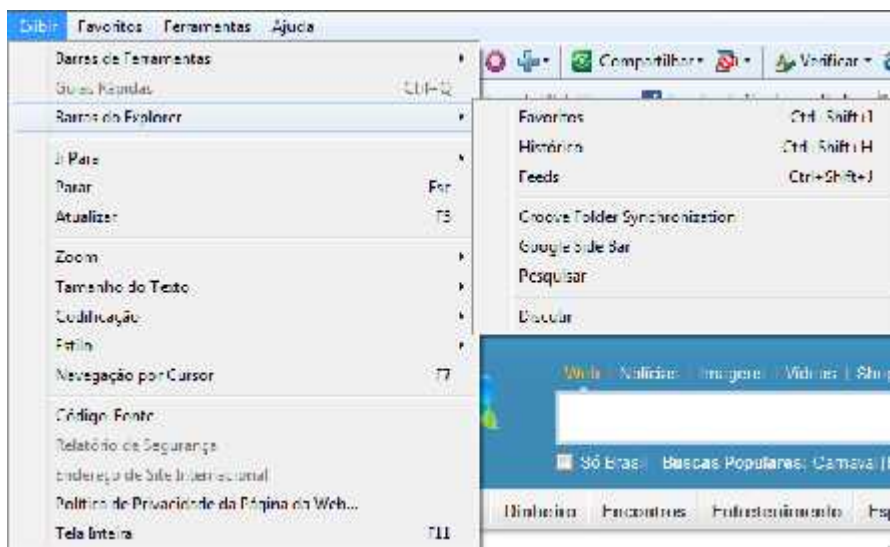 Exibir Favoritos Ferramentas Ajuda
Barras de Ferramentas
Compartilhar Verificar
Guias Rápidas Ctrl+Q
Barras do Explorer
Favoritos Ctrl+Shift+I
Histórico Ctrl+Shift+H
Feeds Ctrl+Shift+J
Groove Folder Synchronization
Google Side Bar
Pesquisar
Discutir
Ir Para
Parar Esc
Atualizar F5
Zoom
Tamanho do Texto
Codificação
Estilo
Navegação por Cursor F7
Código-Fonte
Relatório de Segurança
Endereço de Site Internacional
Política de Privacidade da Página da Web...
Tela Inteira F11
Web Notícias Imagens Vídeos | Shop
Só Brasil Buscas Populares: Carnaval
Dinheiro Encontros Entretenimento Esp